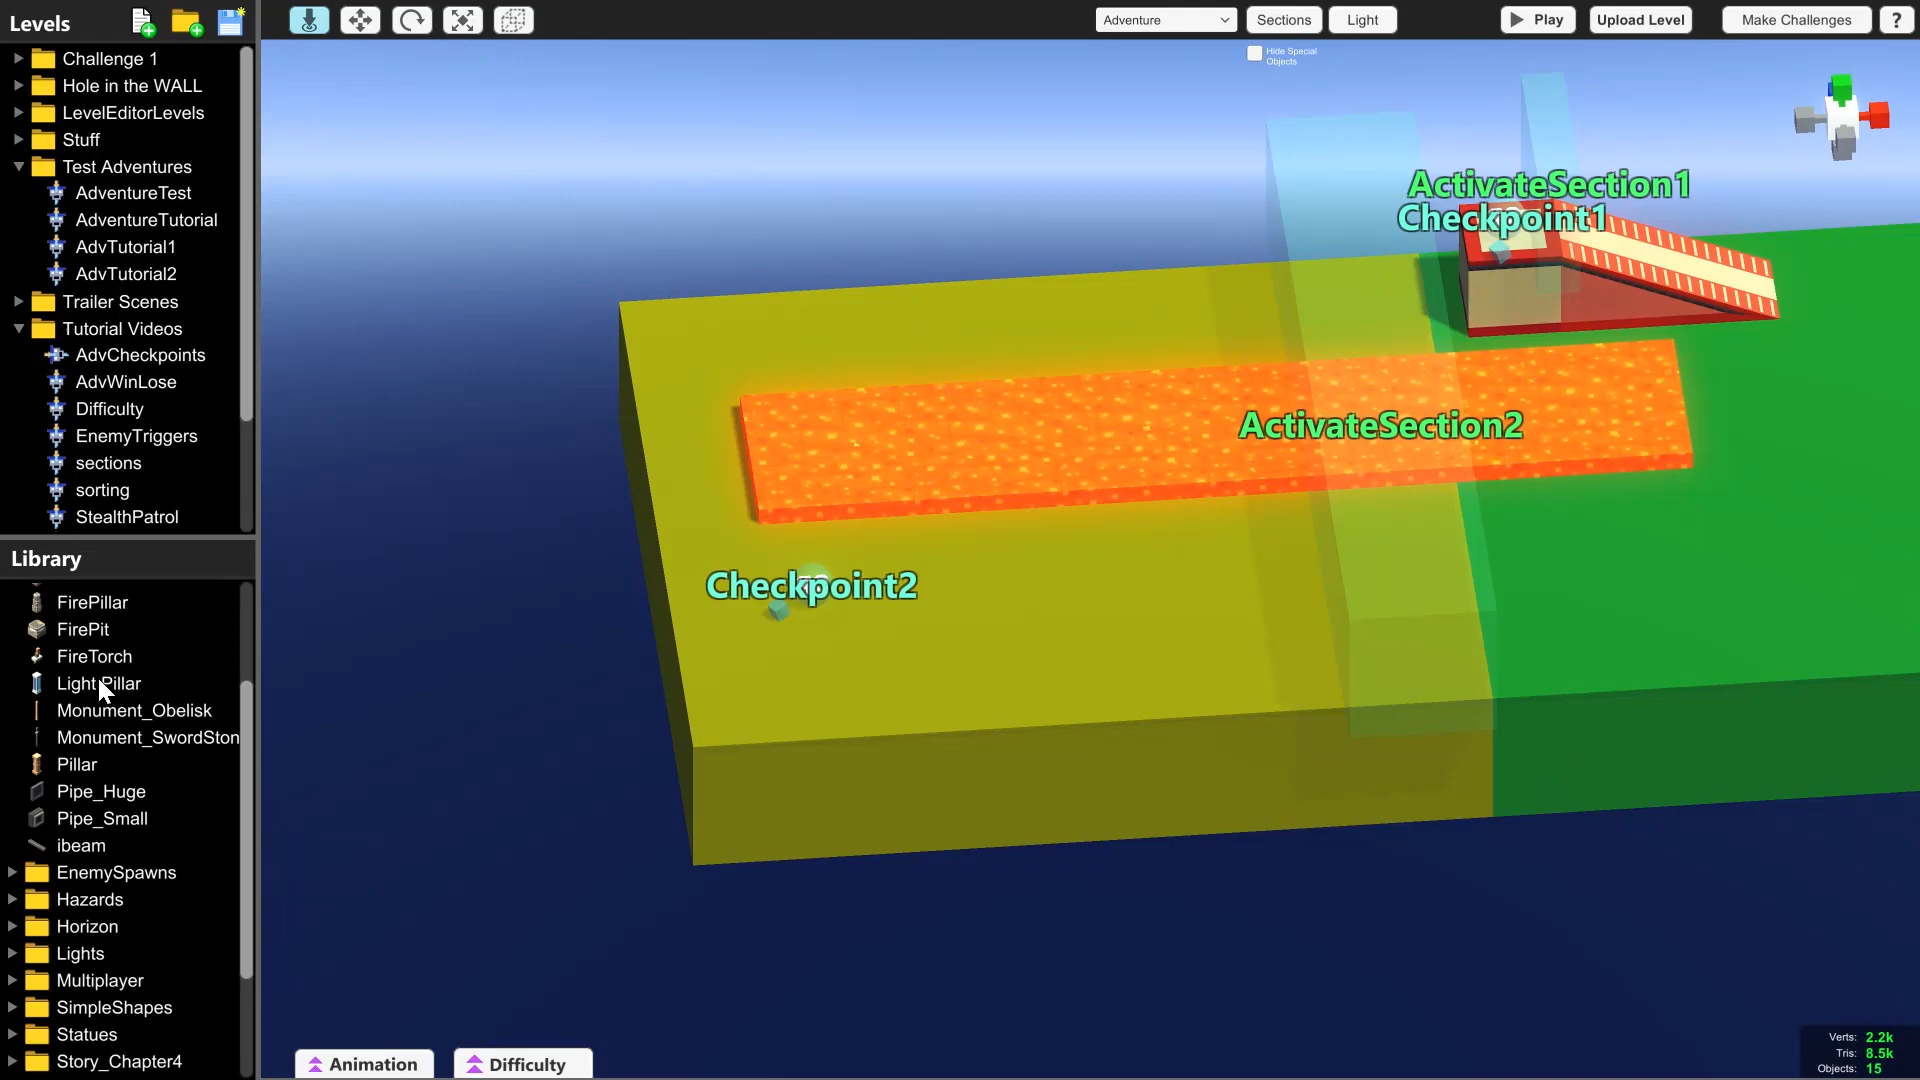 Levels
Adventure
Sections
Light
Play
Upload Level
Make Challenges
?
Hide Special
Objects
Challenge 1
Hole in the WALL
LevelEditorLevels
Stuff
Test Adventures
AdventureTest
AdventureTutorial
AdvTutorial1
AdvTutorial2
Trailer Scenes
Tutorial Videos
AdvCheckpoints
AdvWinLose
Difficulty
EnemyTriggers
sections
sorting
StealthPatrol
Library
FirePillar
FirePit
FireTorch
Light Pillar
Monument_Obelisk
Monument_SwordSton
Pillar
Pipe_Huge
Pipe_Small
ibeam
EnemySpawns
Hazards
Horizon
Lights
Multiplayer
SimpleShapes
Statues
Story_Chapter4
ActivateSection1
Checkpoint1
ActivateSection2
Checkpoint2
Animation
Difficulty
Verts: 2.2k
Tris: 8.5k
Objects: 15